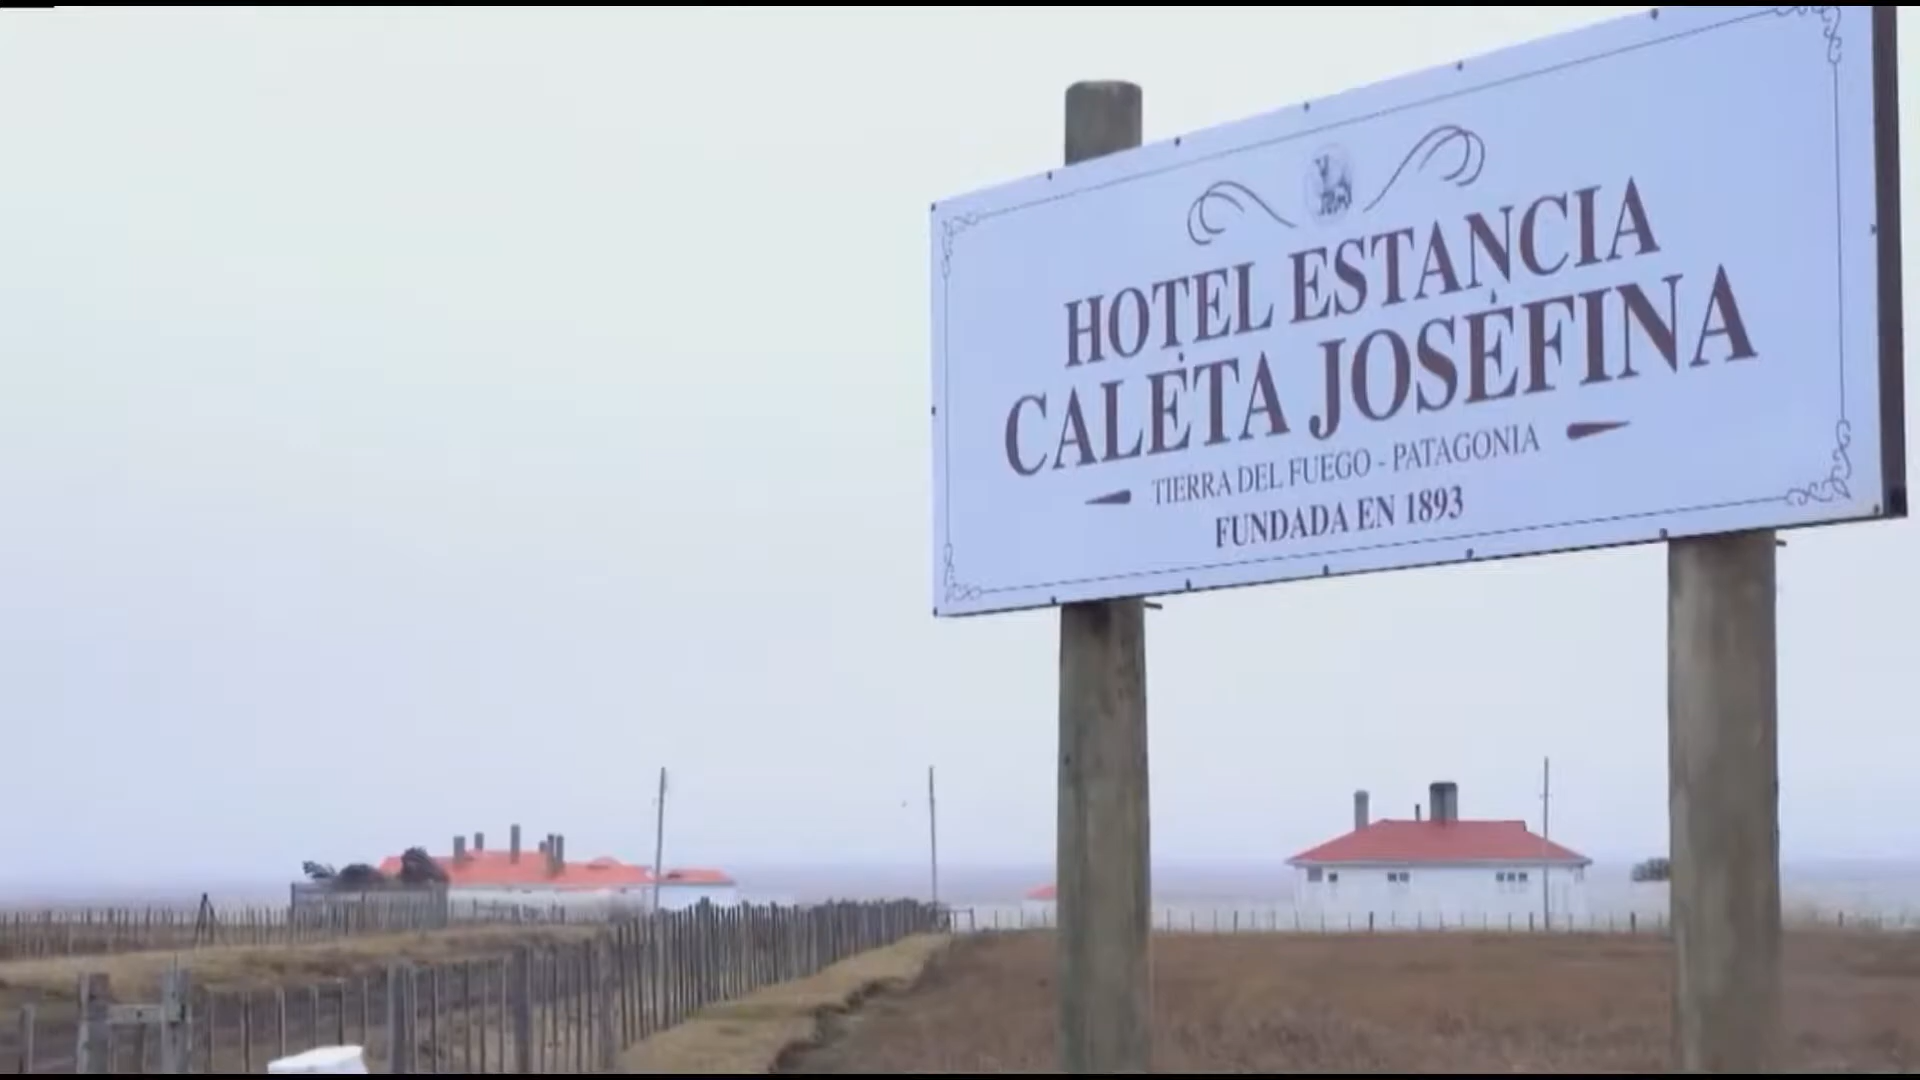 HOTEL ESTANCIA
CALETA JOSEFINA
TIERRA DEL FUEGO - PATAGONIA
FUNDADA EN 1893